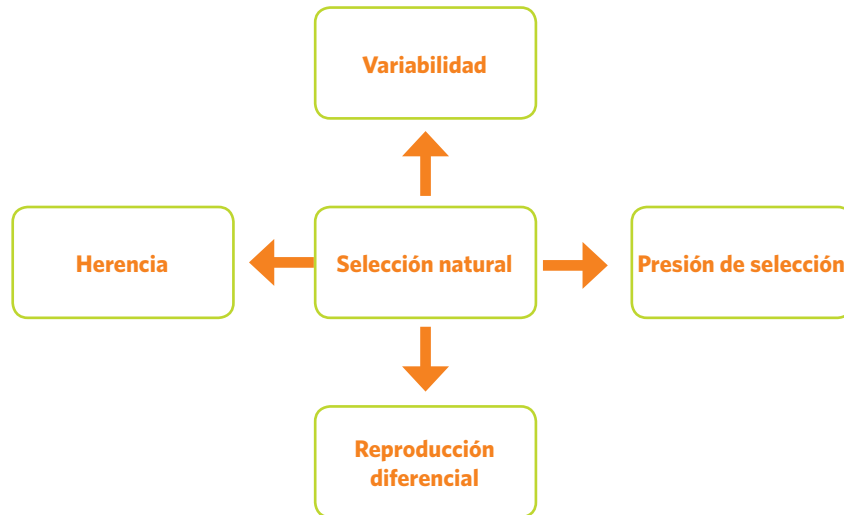 Variabilidad
Herencia
Selección natural
Presión de selección
Reproducción
diferencial